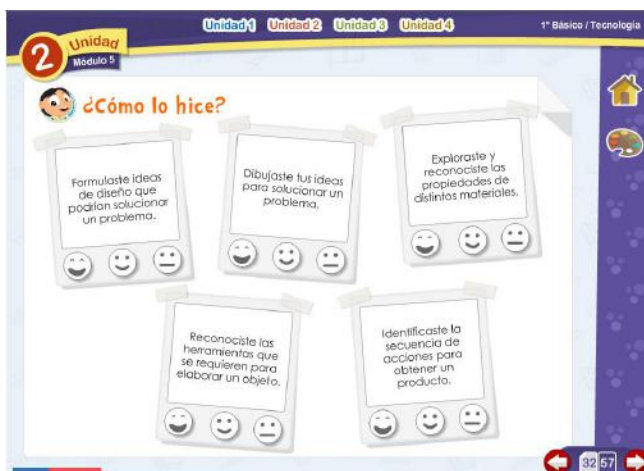 Unidad 1 Unidad 2 Unidad 3 Unidad 4
1° Básico / Tecnología
2
Unidad
Módulo 5
¿Cómo lo hice?
Formulaste ideas
de diseño que
podrían solucionar
un problema.
Dibujaste tus ideas
para solucionar un
problema.
Exploraste y
reconociste las
propiedades de
distintos materiales.
Reconociste las
herramientas que
se requieren para
elaborar un objeto.
Identificaste la
secuencia de
acciones para
obtener un
producto.
32 57